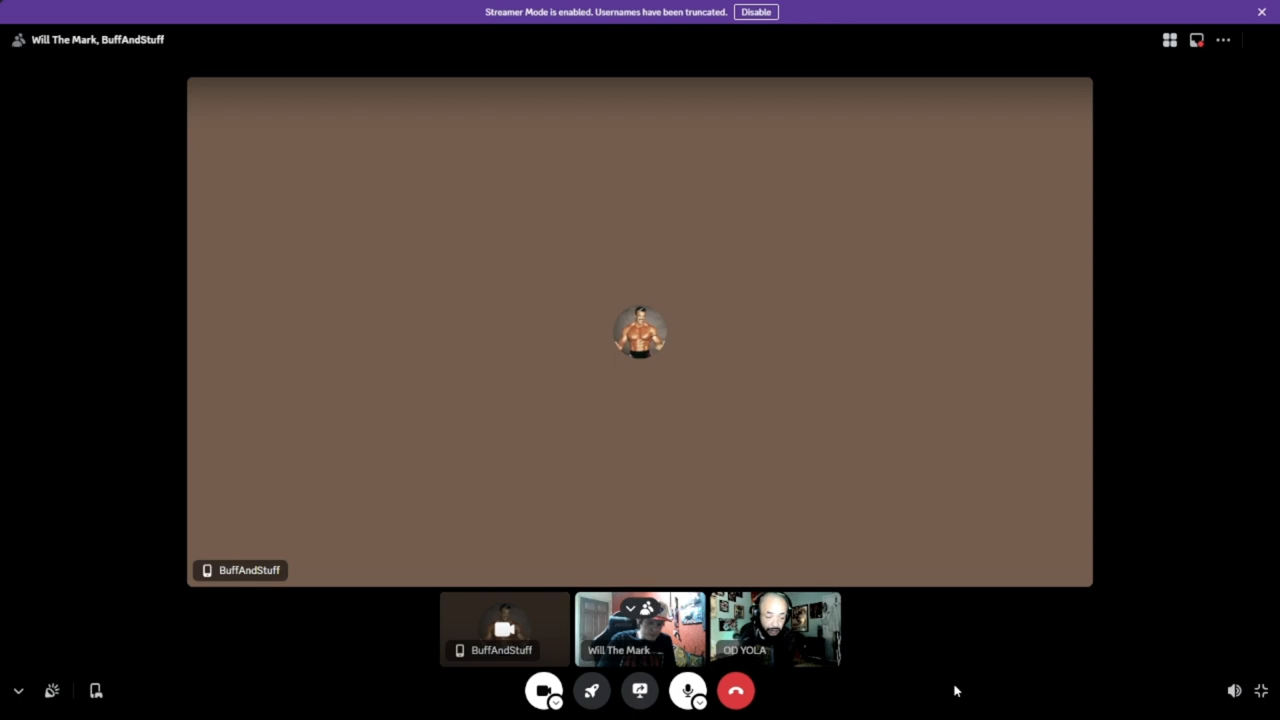 Streamer Mode is enabled. Usernames have been truncated. Disable
Will The Mark, BuffAndStuff
BuffAndStuff
BuffAndStuff
Will The Mark
OD YOLA